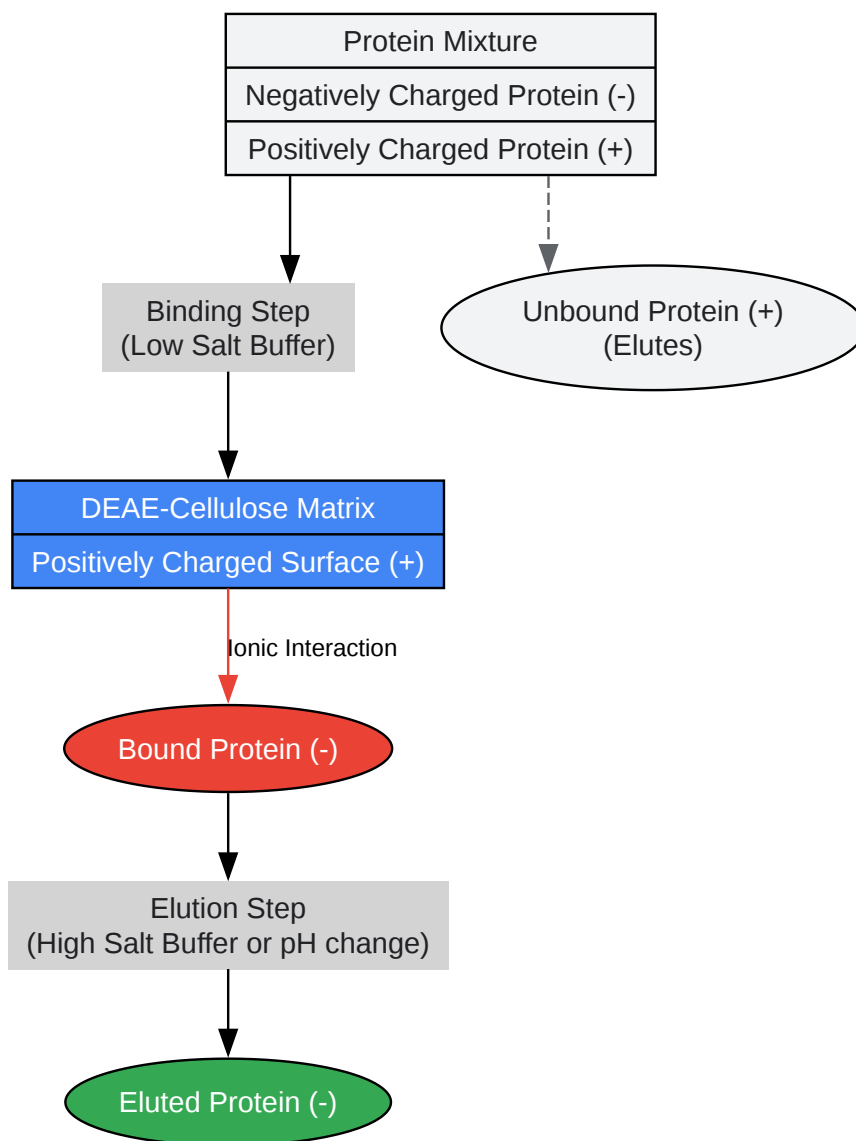 Protein Mixture
Negatively Charged Protein (-)
Positively Charged Protein (+)
Binding Step
(Low Salt Buffer)
Unbound Protein (+)
(Elutes)
DEAE-Cellulose Matrix
Positively Charged Surface (+)
Ionic Interaction
Bound Protein (-)
Elution Step
(High Salt Buffer or pH change)
Eluted Protein (-)